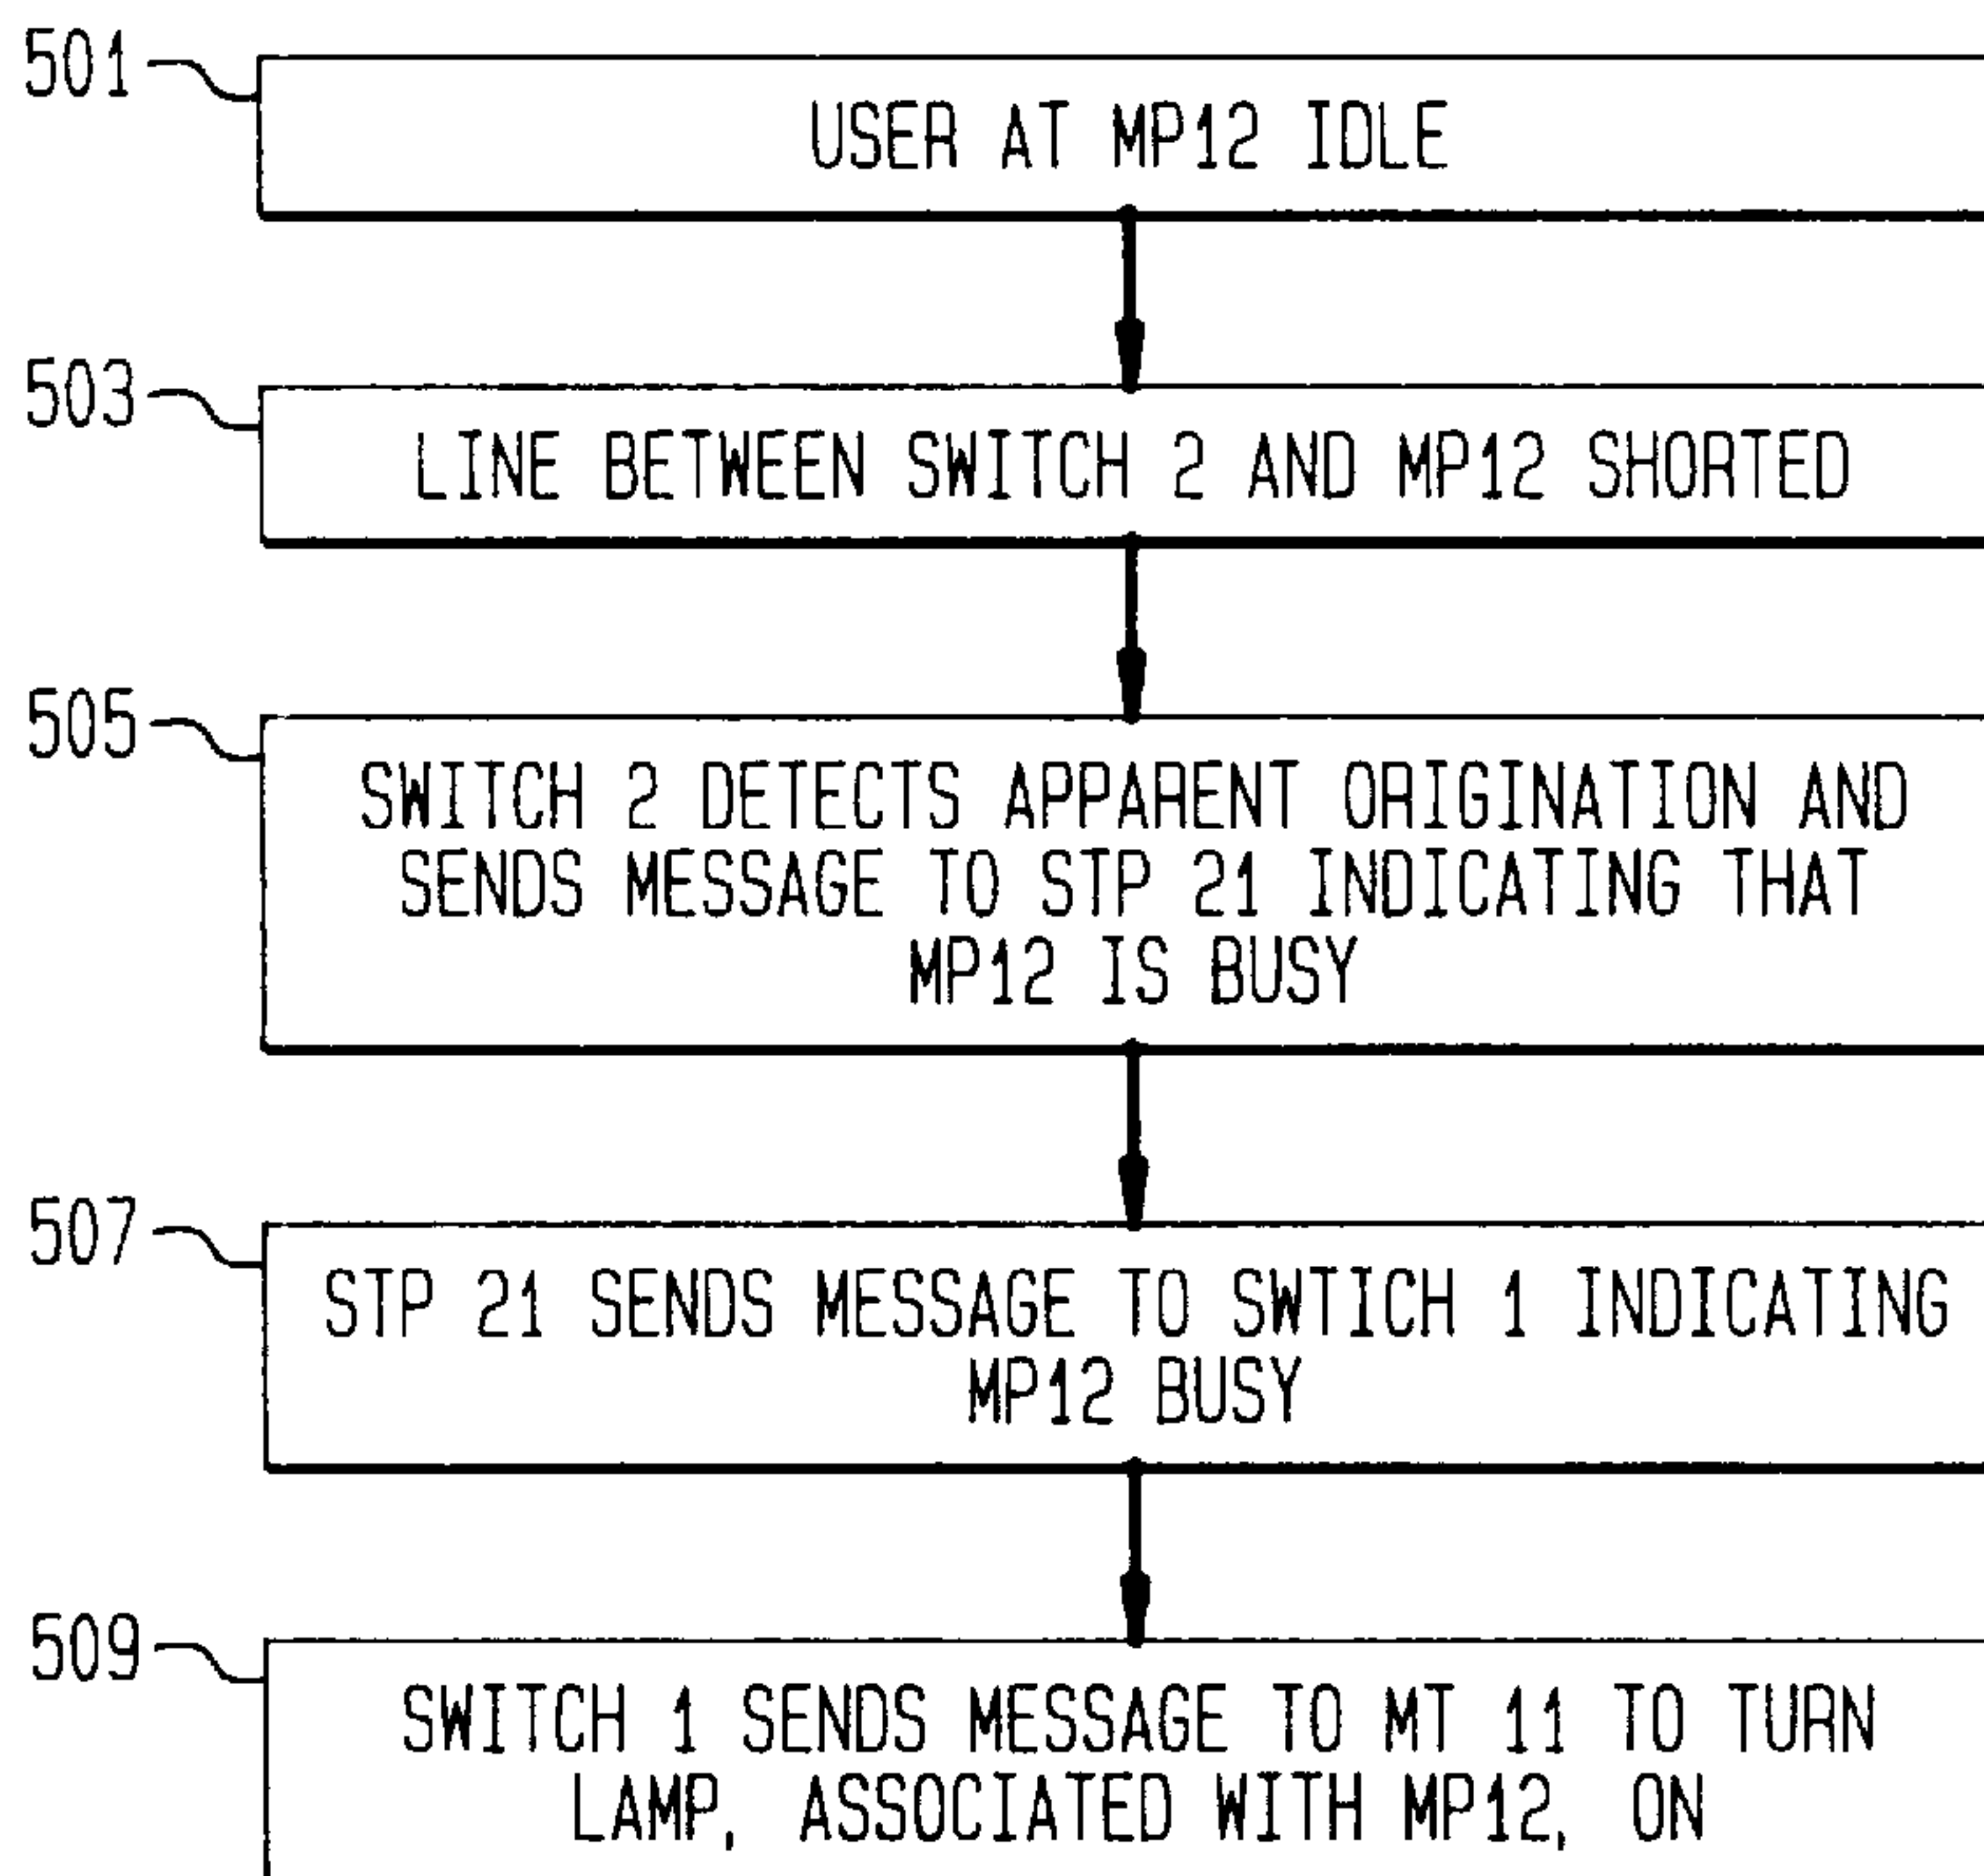 501
USER AT MP12 IDLE
503
LINE BETWEEN SWITCH 2 AND MP12 SHORTED
505
SWITCH 2 DETECTS APPARENT ORIGINATION AND
SENDS MESSAGE TO STP 21 INDICATING THAT
MP12 IS BUSY
507
STP 21 SENDS MESSAGE TO SWTICH 1 INDICATING
MP12 BUSY
509
SWITCH 1 SENDS MESSAGE TO MT 11 TO TURN
LAMP, ASSOCIATED WITH MP12, ON